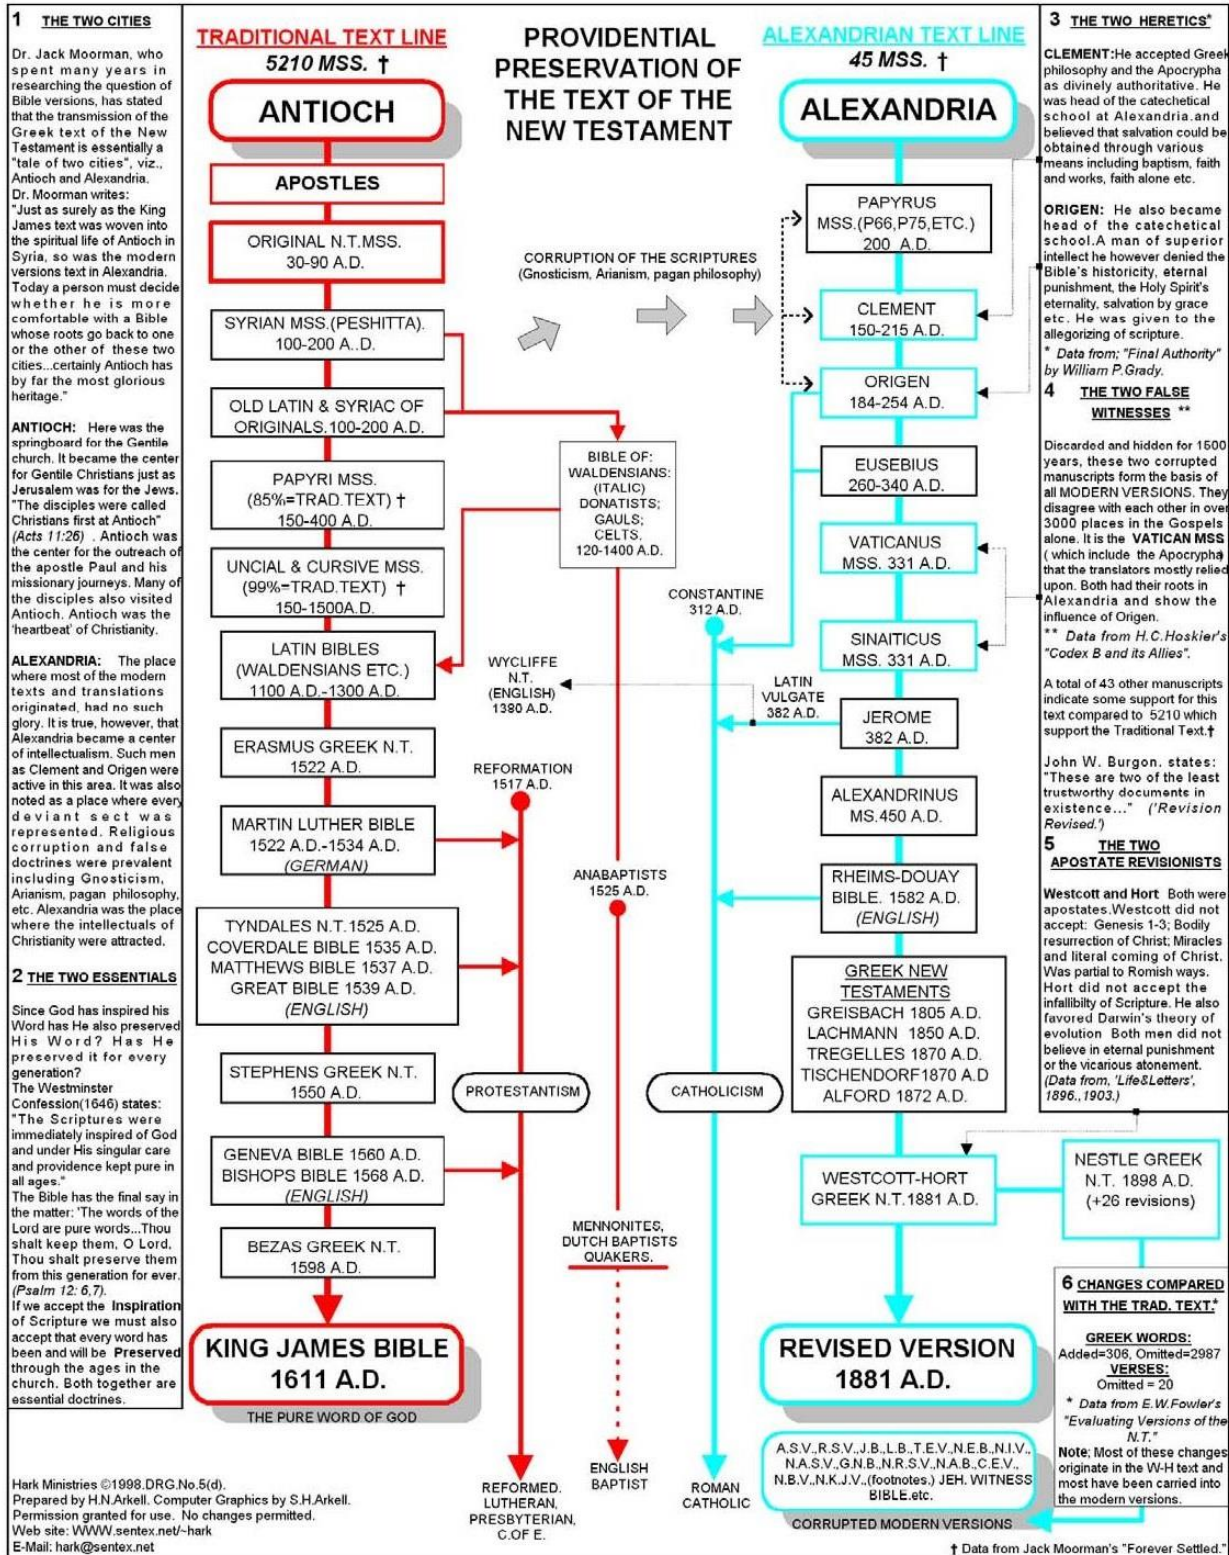 1 THE TWO CITIES
Dr. Jack Moorman, who
spent many years in
researching the question of
Bible versions, has stated
that the transmission of the
Greek text of the New
Testament is essentially a
"tale of two cities", viz.,
Antioch and Alexandria.
Dr. Moorman writes:
"Just as surely as the King
James text was woven into
the spiritual life of Antioch in
Syria, so was the modern
versions text in Alexandria.
Today a person must decide
whether he is more
comfortable with a Bible
whose roots go back to one
or the other of these two
cities...certainly Antioch has
by far the most glorious
heritage."
ANTIOCH: Here was the
springboard for the Gentile
church. It became the center
for Gentile Christians just as
Jerusalem was for the Jews.
"The disciples were called
Christians first at Antioch"
(Acts 11:26) . Antioch was
the center for the outreach of
the apostle Paul and his
missionary journeys. Many of
the disciples also visited
Antioch. Antioch was the
'heartbeat' of Christianity.
ALEXANDRIA: The place
where most of the modern
texts and translations
originated, had no such
glory. It is true, however, that
Alexandria became a center
of intellectualism. Such men
as Clement and Origen were
active in this area. It was also
noted as a place where every
deviant sect was
represented. Religious
corruption and false
doctrines were prevalent
including Gnosticism,
Arianism, pagan philosophy,
etc. Alexandria was the place
where the intellectuals of
Christianity were attracted.
2 THE TWO ESSENTIALS
Since God has inspired his
Word has He also preserved
His Word? Has He
preserved it for every
generation?
The Westminster
Confession(1646) states:
"The Scriptures were
immediately inspired of God
and under His singular care
and providence kept pure in
all ages."
The Bible has the final say in
the matter: 'The words of the
Lord are pure words...Thou
shalt keep them, O Lord,
Thou shalt preserve them
from this generation for ever.
(Psalm 12: 6,7).
If we accept the Inspiration
of Scripture we must also
accept that every word has
been and will be Preserved
through the ages in the
church. Both together are
essential doctrines.
Hark Ministries ©1998.DRG.No.5(d).
Prepared by H.N.Arkell. Computer Graphics by S.H.Arkell.
Permission granted for use. No changes permitted.
Web site: WWW.sentex.net/~hark
E-Mail: hark@sentex.net
TRADITIONAL TEXT LINE
5210 MSS. †
ANTIOCH
APOSTLES
ORIGINAL N.T.MSS.
30-90 A.D.
SYRIAN MSS.(PESHITTA).
100-200 A..D.
OLD LATIN & SYRIAC OF
ORIGINALS.100-200 A.D.
PAPYRI MSS.
(85%=TRAD.TEXT) †
150-400 A.D.
UNCIAL & CURSIVE MSS.
(99%=TRAD.TEXT) †
150-1500A.D.
LATIN BIBLES
(WALDENSIANS ETC.)
1100 A.D.-1300 A.D.
ERASMUS GREEK N.T.
1522 A.D.
MARTIN LUTHER BIBLE
1522 A.D.-1534 A.D.
(GERMAN)
TYNDALES N.T.1525 A.D.
COVERDALE BIBLE 1535 A.D.
MATTHEWS BIBLE 1537 A.D.
GREAT BIBLE 1539 A.D.
(ENGLISH)
STEPHENS GREEK N.T.
1550 A.D.
GENEVA BIBLE 1560 A.D.
BISHOPS BIBLE 1568 A.D.
(ENGLISH)
BEZAS GREEK N.T.
1598 A.D.
KING JAMES BIBLE
1611 A.D.
THE PURE WORD OF GOD
PROVIDENTIAL
PRESERVATION OF
THE TEXT OF THE
NEW TESTAMENT
CORRUPTION OF THE SCRIPTURES
(Gnosticism, Arianism, pagan philosophy)
BIBLE OF:
WALDENSIANS:
(ITALIC)
DONATISTS;
GAULS;
CELTS.
120-1400 A.D.
CONSTANTINE
312 A.D.
WYCLIFFE
N.T.
(ENGLISH)
1380 A.D.
LATIN
VULGATE
382 A.D.
REFORMATION
1517 A.D.
ANABAPTISTS
1525 A.D.
PROTESTANTISM
CATHOLICISM
MENNONITES,
DUTCH BAPTISTS
QUAKERS.
REFORMED.
LUTHERAN,
PRESBYTERIAN,
C.OF E.
ENGLISH
BAPTIST
ROMAN
CATHOLIC
ALEXANDRIAN TEXT LINE
45 MSS. †
ALEXANDRIA
PAPYRUS
MSS.(P66,P75,ETC.)
200 A.D.
CLEMENT
150-215 A.D.
ORIGEN
184-254 A.D.
EUSEBIUS
260-340 A.D.
VATICANUS
MSS. 331 A.D.
SINAITICUS
MSS. 331 A.D.
JEROME
382 A.D.
ALEXANDRINUS
MS.450 A.D.
RHEIMS-DOUAY
BIBLE. 1582 A.D.
(ENGLISH)
GREEK NEW
TESTAMENTS
GREISBACH 1805 A.D.
LACHMANN 1850 A.D.
TREGELLES 1870 A.D.
TISCHENDORF1870 A.D
ALFORD 1872 A.D.
WESTCOTT-HORT
GREEK N.T.1881 A.D.
NESTLE GREEK
N.T. 1898 A.D.
(+26 revisions)
REVISED VERSION
1881 A.D.
A.S.V.,R.S.V.,J.B.,L.B.,T.E.V.,N.E.B.,N.I.V.,
N.A.S.V.,G.N.B.,N.R.S.V.,N.A.B.,C.E.V.,
N.B.V.,N.K.J.V.,(footnotes.) JEH. WITNESS
BIBLE.etc.
CORRUPTED MODERN VERSIONS
3 THE TWO HERETICS*
CLEMENT:He accepted Greek
philosophy and the Apocrypha
as divinely authoritative. He
was head of the catechetical
school at Alexandria.and
believed that salvation could be
obtained through various
means including baptism, faith
and works, faith alone etc.
ORIGEN: He also became
head of the catechetical
school.A man of superior
intellect he however denied the
Bible's historicity, eternal
punishment, the Holy Spirit's
eternality, salvation by grace
etc. He was given to the
allegorizing of scripture.
* Data from; "Final Authority"
by William P.Grady.
4 THE TWO FALSE
WITNESSES **
Discarded and hidden for 1500
years, these two corrupted
manuscripts form the basis of
all MODERN VERSIONS. They
disagree with each other in over
3000 places in the Gospels
alone. It is the VATICAN MSS
( which include the Apocrypha)
that the translators mostly relied
upon. Both had their roots in
Alexandria and show the
influence of Origen.
** Data from H.C.Hoskier's
"Codex B and its Allies".
A total of 43 other manuscripts
indicate some support for this
text compared to 5210 which
support the Traditional Text.†
John W. Burgon. states:
"These are two of the least
trustworthy documents in
existence..." ('Revision
Revised.')
5 THE TWO
APOSTATE REVISIONISTS
Westcott and Hort Both were
apostates.Westcott did not
accept: Genesis 1-3; Bodily
resurrection of Christ; Miracles
and literal coming of Christ.
Was partial to Romish ways.
Hort did not accept the
infallibilty of Scripture. He also
favored Darwin's theory of
evolution Both men did not
believe in eternal punishment
or the vicarious atonement.
(Data from, 'Life&Letters',
1896.,1903.)
6 CHANGES COMPARED
WITH THE TRAD. TEXT.*
GREEK WORDS:
Added=306, Omitted=2987
VERSES:
Omitted = 20
* Data from E.W.Fowler's
"Evaluating Versions of the
N.T."
Note; Most of these changes
originate in the W-H text and
most have been carried into
the modern versions.
† Data from Jack Moorman's "Forever Settled."